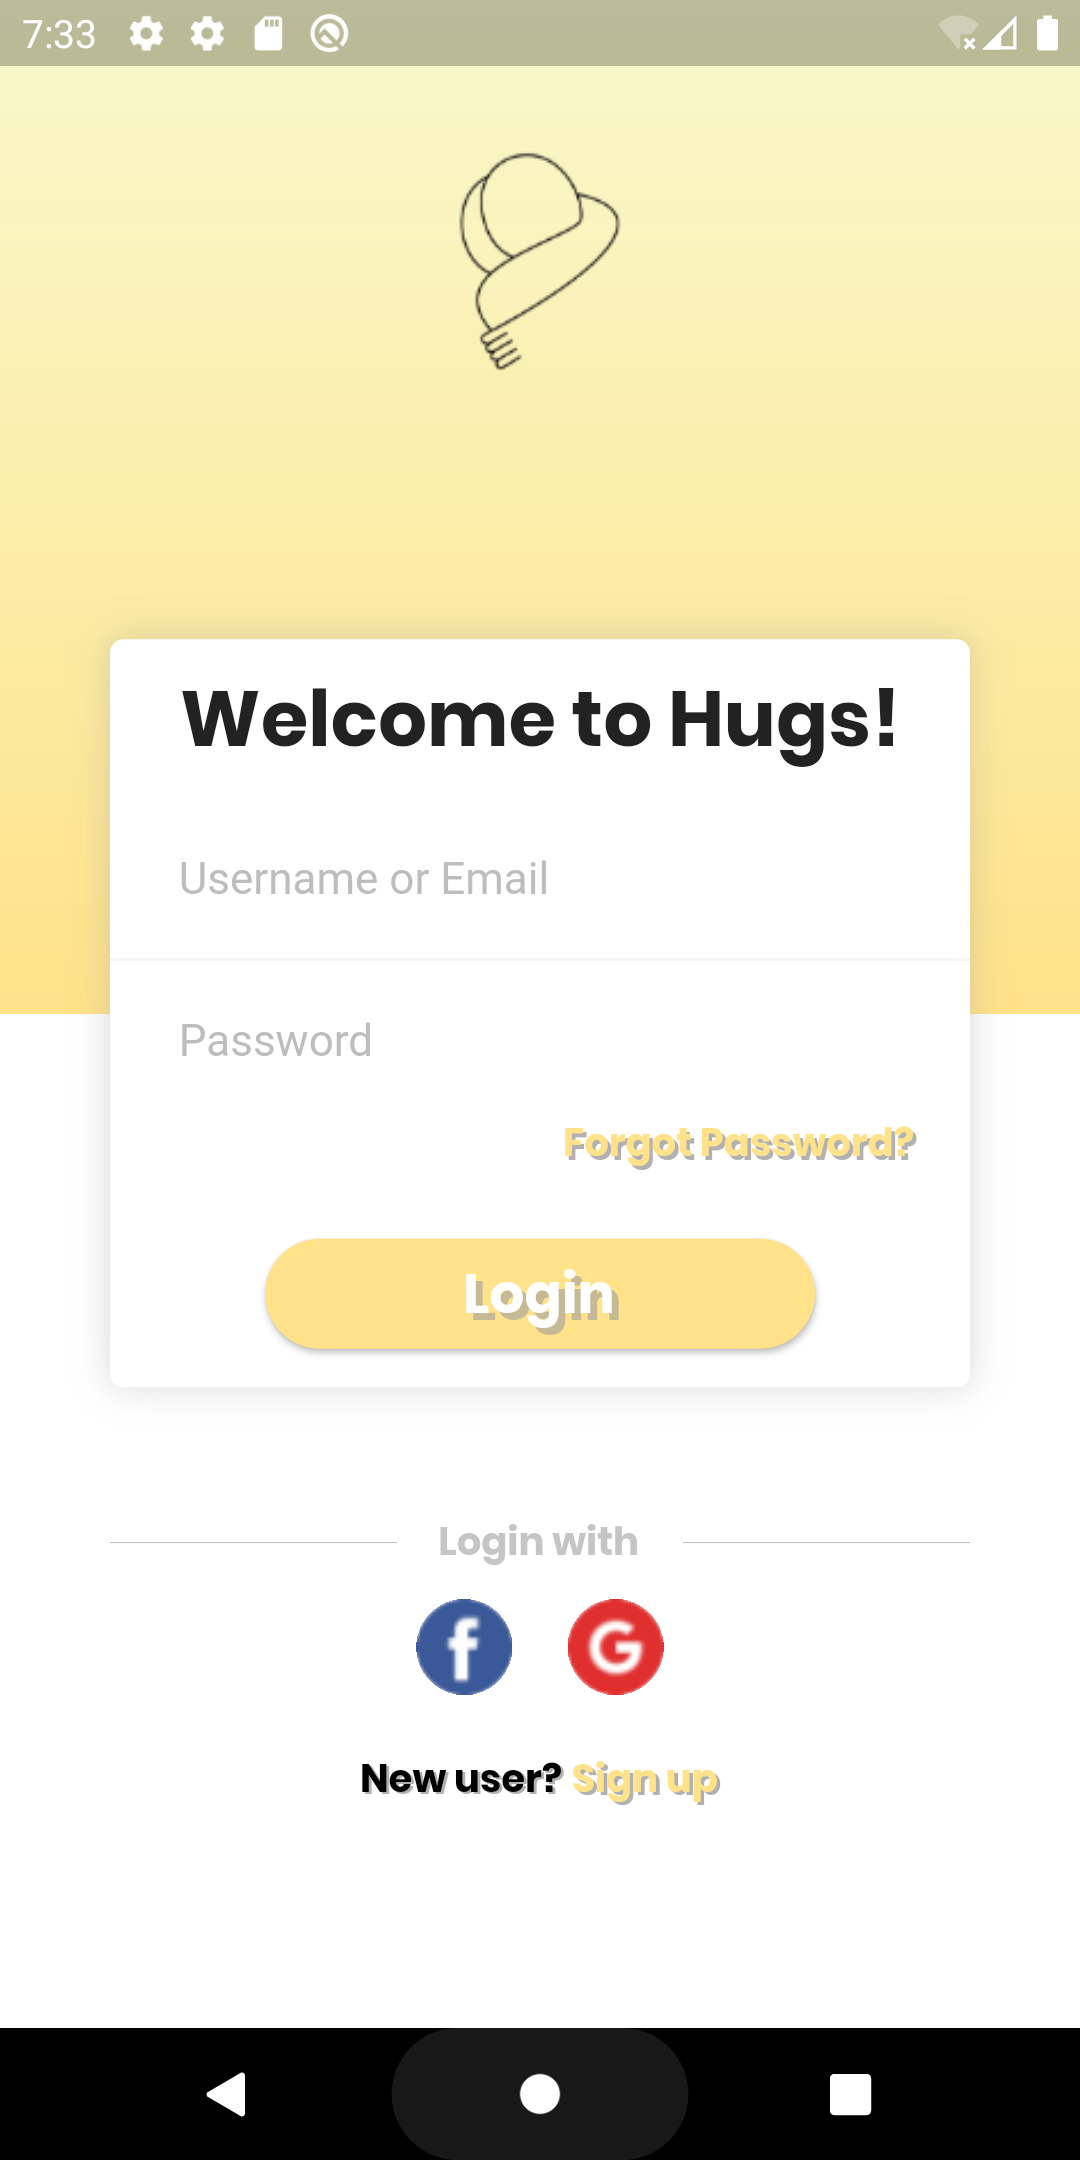 7:33
Welcome to Hugs!
Username or Email
Password
Forgot Password?
Login
Login with
f G
New user? Sign up